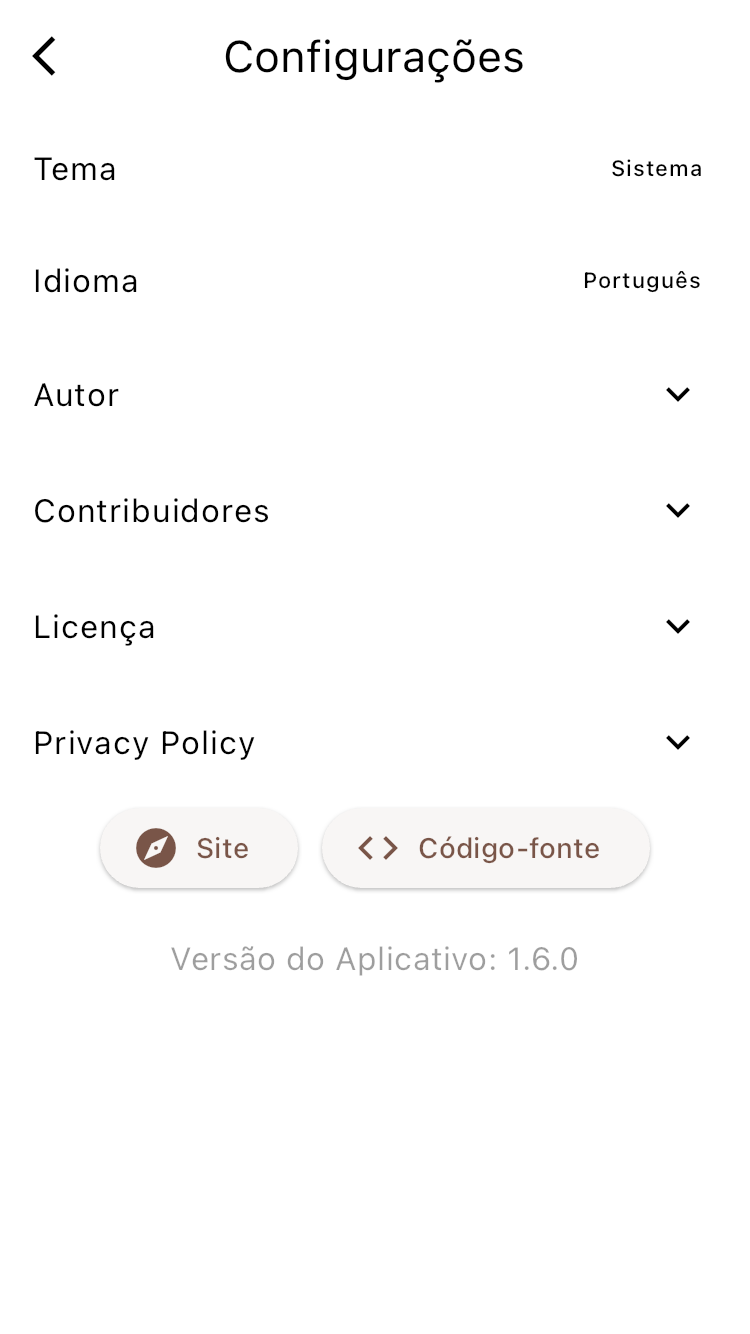 Configurações
Tema Sistema
Idioma Português
Autor
Contribuidores
Licença
Privacy Policy
Site Código-fonte
Versão do Aplicativo: 1.6.0